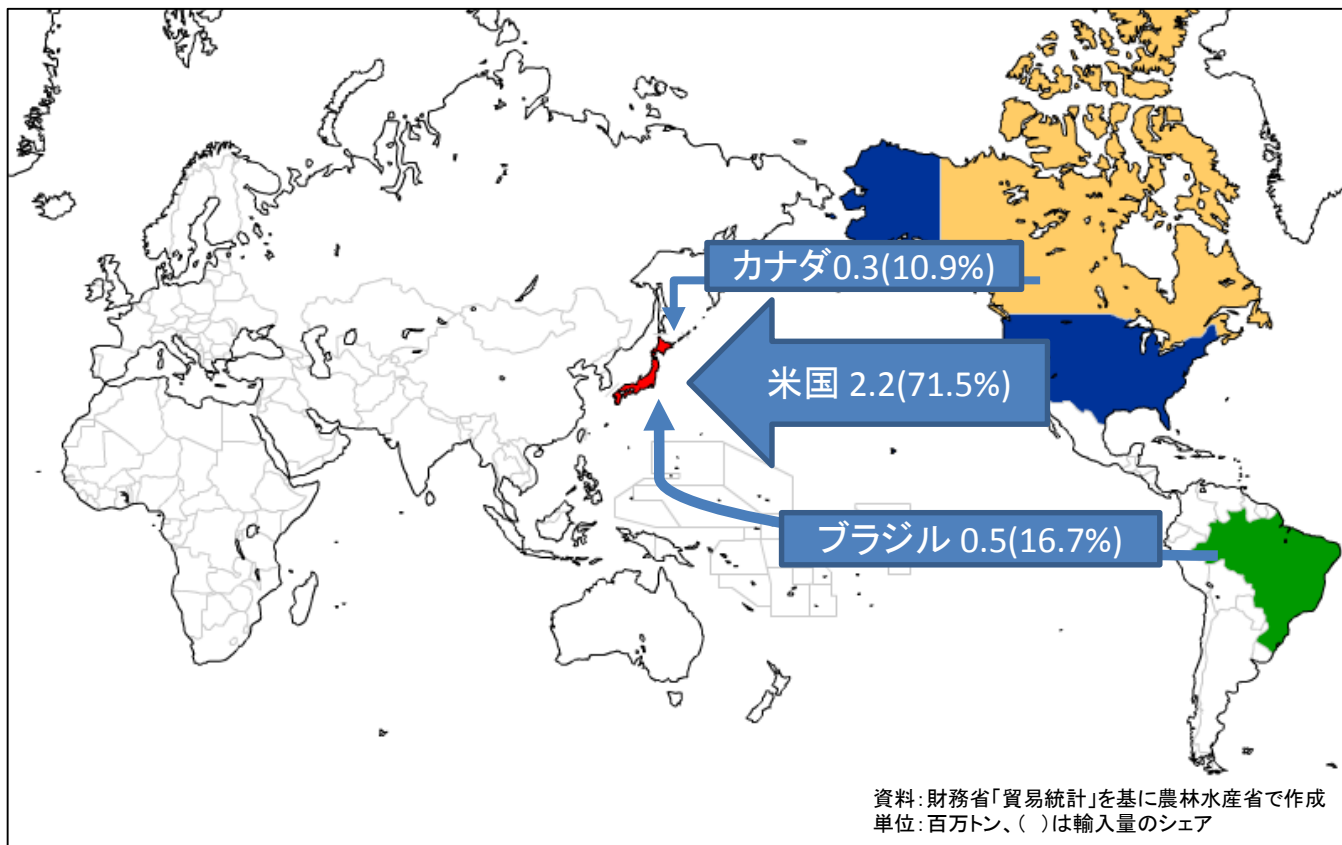 カナダ0.3(10.9%)
米国 2.2(71.5%)
ブラジル 0.5(16.7%)
資料：財務省「貿易統計」を基に農林水産省で作成
単位：百万トン、（　）は輸入量のシェア